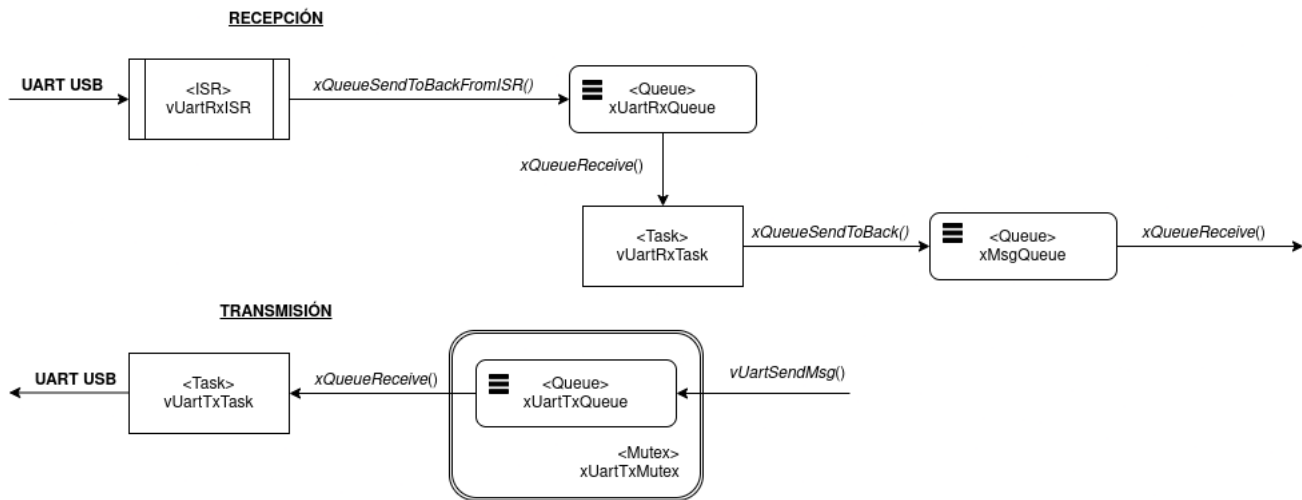 RECEPCIÓN
UART USB
<ISR>
vUartRxISR
xQueueSendToBackFromISR()
<Queue>
xUartRxQueue
xQueueReceive()
<Task>
vUartRxTask
xQueueSendToBack()
<Queue>
xMsgQueue
xQueueReceive()
TRANSMISIÓN
UART USB
<Task>
vUartTxTask
xQueueReceive()
<Queue>
xUartTxQueue
vUartSendMsg()
<Mutex>
xUartTxMutex